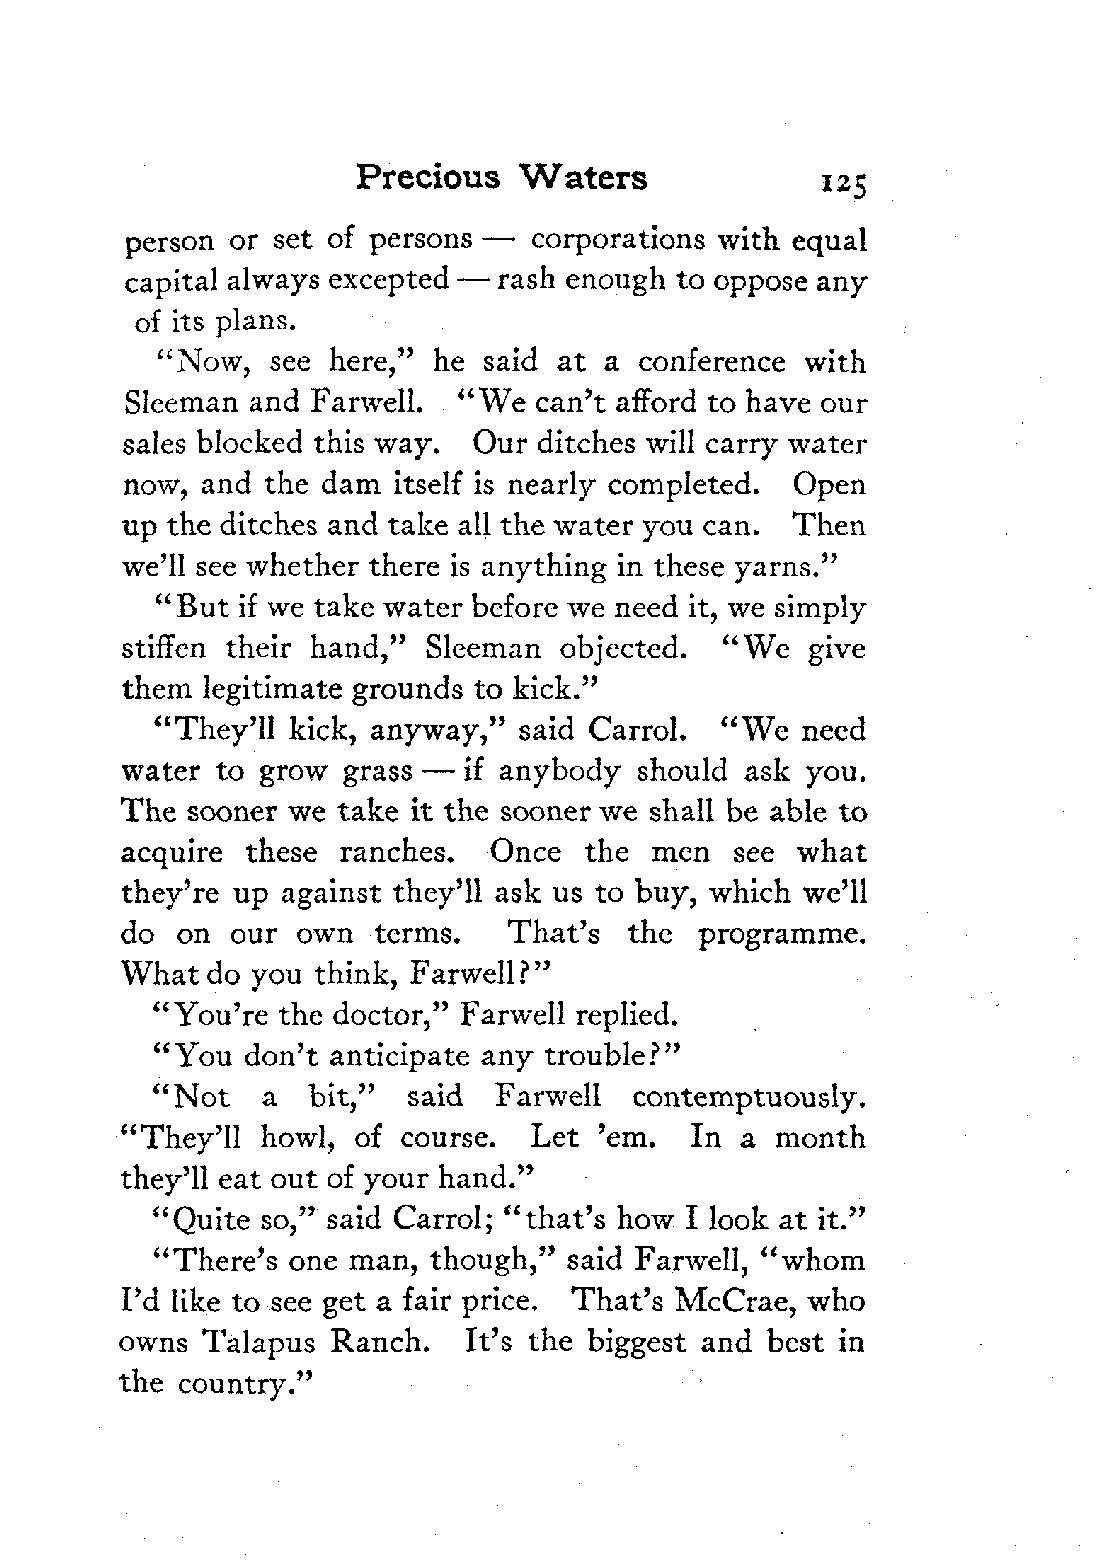 Precious Waters 125
person or set of persons — corporations with equal
capital always excepted — rash enough to oppose any
of its plans.
“Now, see here,” he said at a conference with
Sleeman and Farwell. “We can’t afford to have our
sales blocked this way. Our ditches will carry water
now, and the dam itself is nearly completed. Open
up the ditches and take all the water you can. Then
we’ll see whether there is anything in these yarns.”
“But if we take water before we need it, we simply
stiffen their hand,” Sleeman objected. “We give
them legitimate grounds to kick.”
“They’ll kick, anyway,” said Carrol. “We need
water to grow grass — if anybody should ask you.
The sooner we take it the sooner we shall be able to
acquire these ranches. Once the men see what
they’re up against they’ll ask us to buy, which we’ll
do on our own terms. That’s the programme.
What do you think, Farwell?”
“You’re the doctor,” Farwell replied.
“You don’t anticipate any trouble?”
“Not a bit,” said Farwell contemptuously.
“They’ll howl, of course. Let ’em. In a month
they’ll eat out of your hand.”
“Quite so,” said Carrol; “that’s how I look at it.”
“There’s one man, though,” said Farwell, “whom
I’d like to see get a fair price. That’s McCrae, who
owns Talapus Ranch. It’s the biggest and best in
the country.”